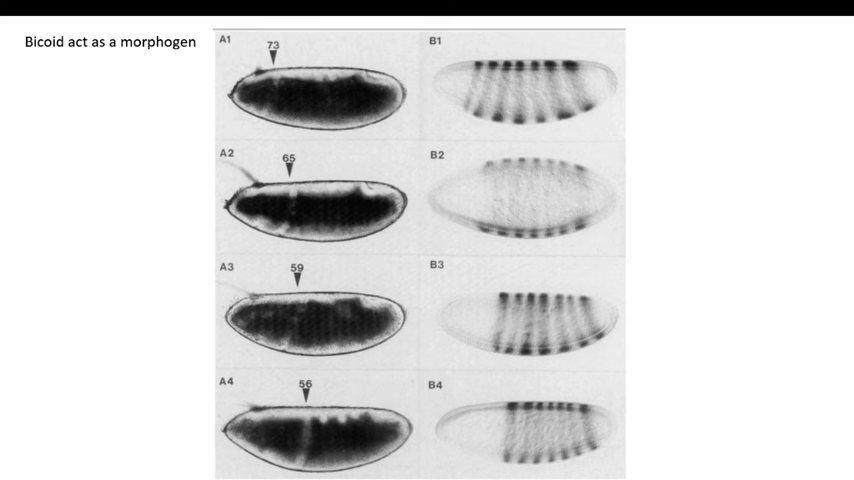 Bicoid act as a morphogen
A1
73
B1
A2
65
B2
A3
59
B3
A4
56
B4